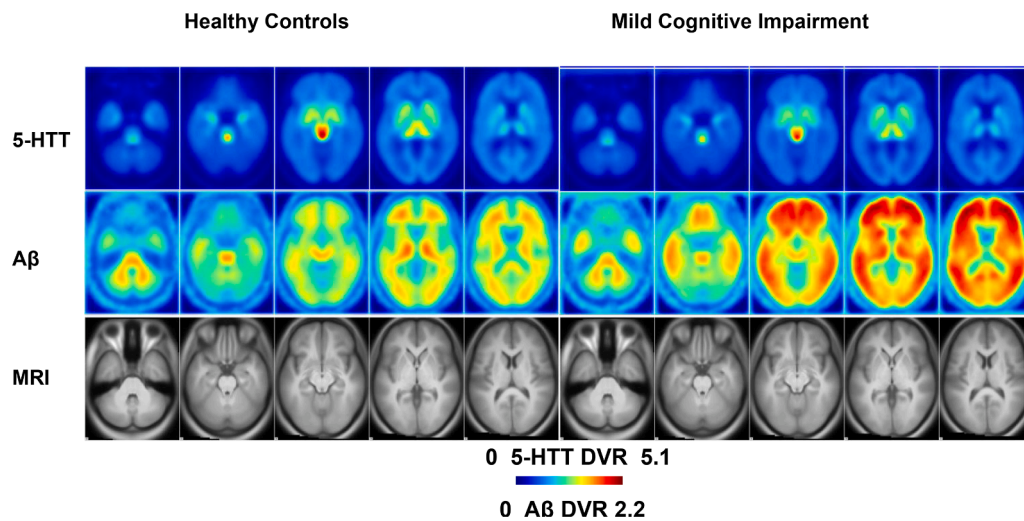 Healthy Controls
Mild Cognitive Impairment
5-HTT
Aβ
MRI
0 5-HTT DVR 5.1
0 Aβ DVR 2.2